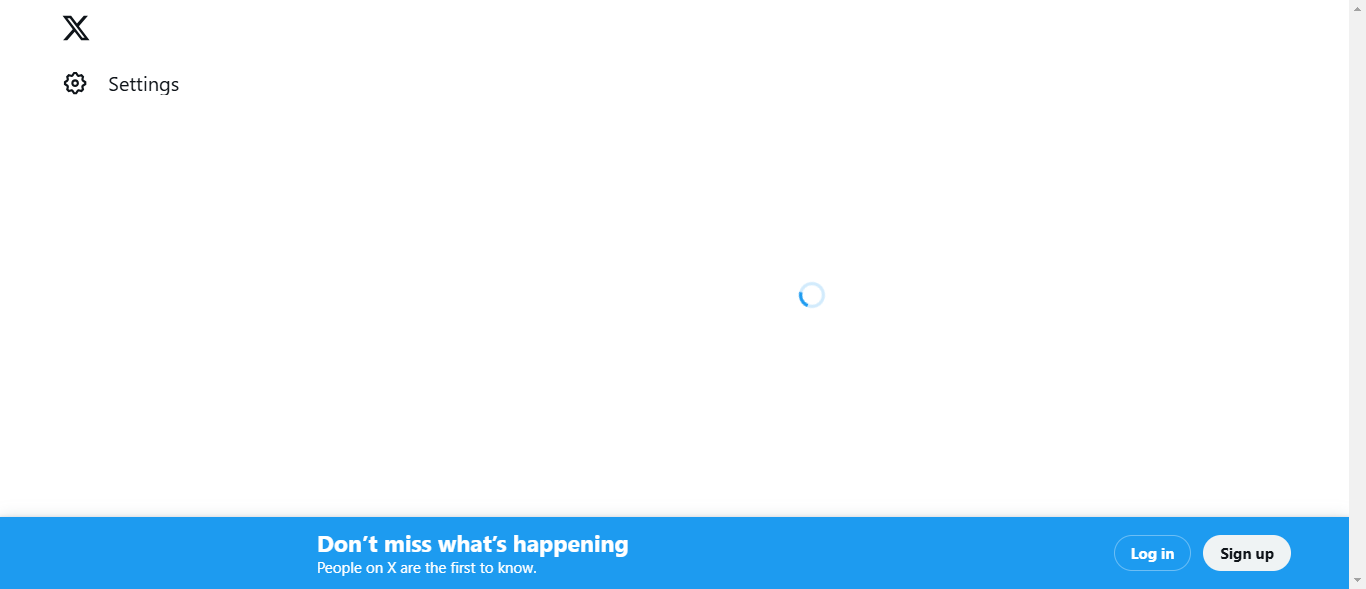 Settings
Don’t miss what’s happening
People on X are the first to know.
Log in
Sign up